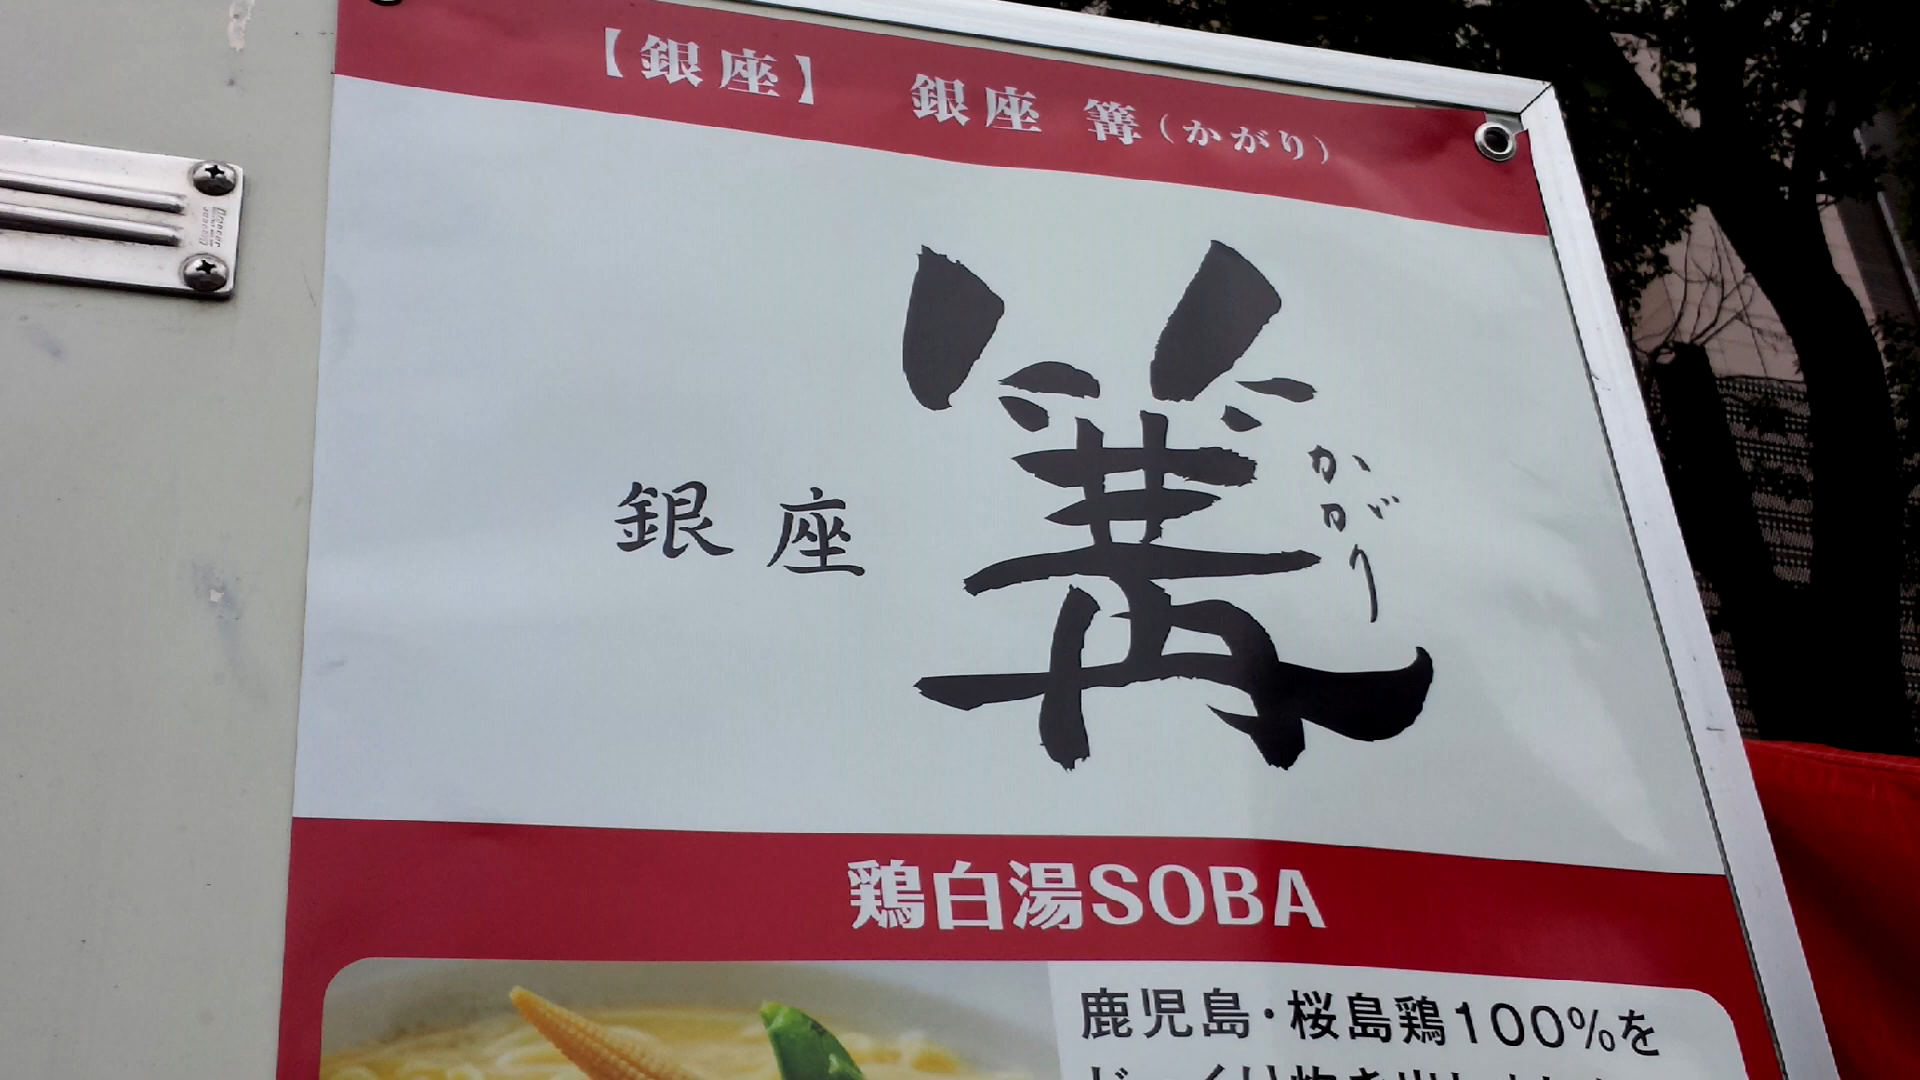 【銀座】 銀座 篝（かがり）
銀座 篝 かがり
鶏白湯SOBA
鹿児島・桜島鶏100%を